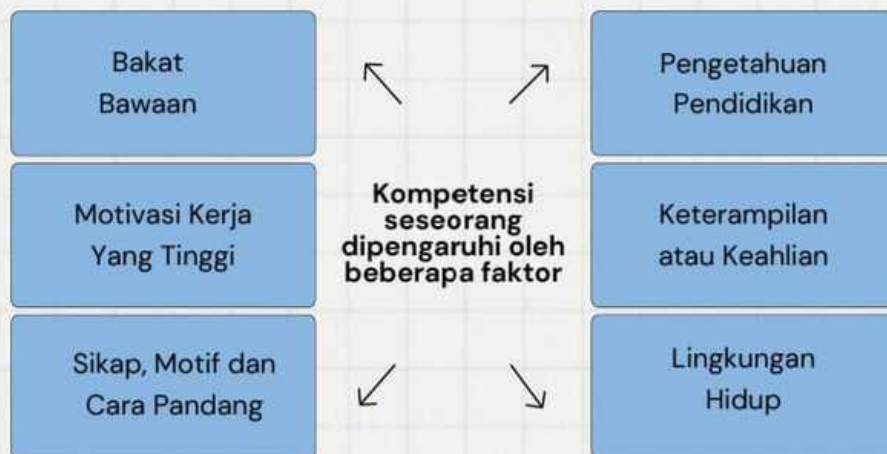 Bakat
Bawaan
Motivasi Kerja
Yang Tinggi
Sikap, Motif dan
Cara Pandang
Kompetensi
seseorang
dipengaruhi oleh
beberapa faktor
Pengetahuan
Pendidikan
Keterampilan
atau Keahlian
Lingkungan
Hidup